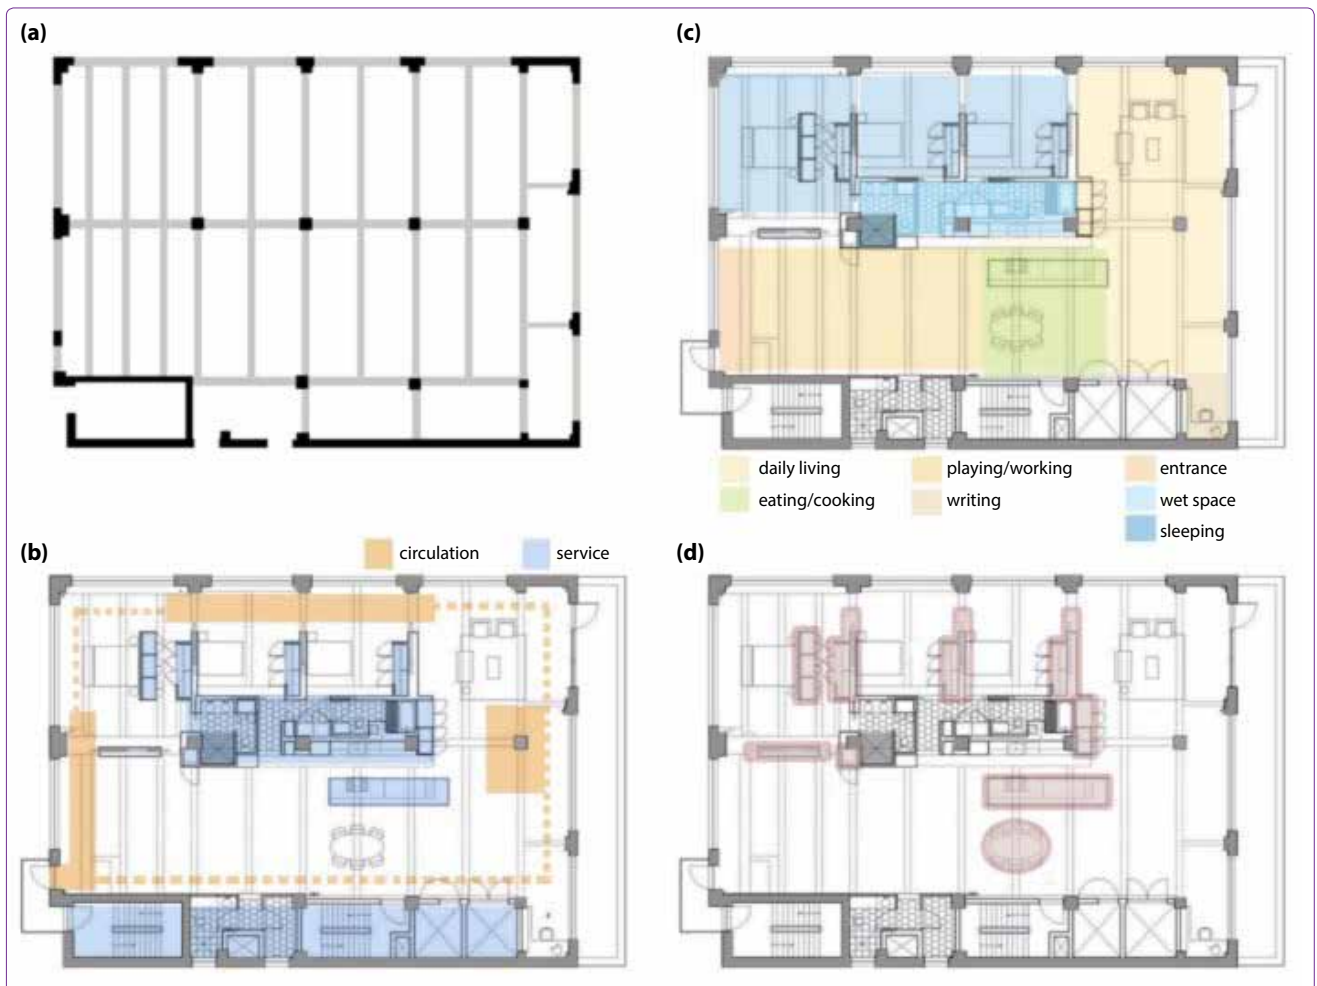 (a)
(c)
daily living playing/working entrance
eating/cooking writing wet space
sleeping
(b) circulation service
(d)